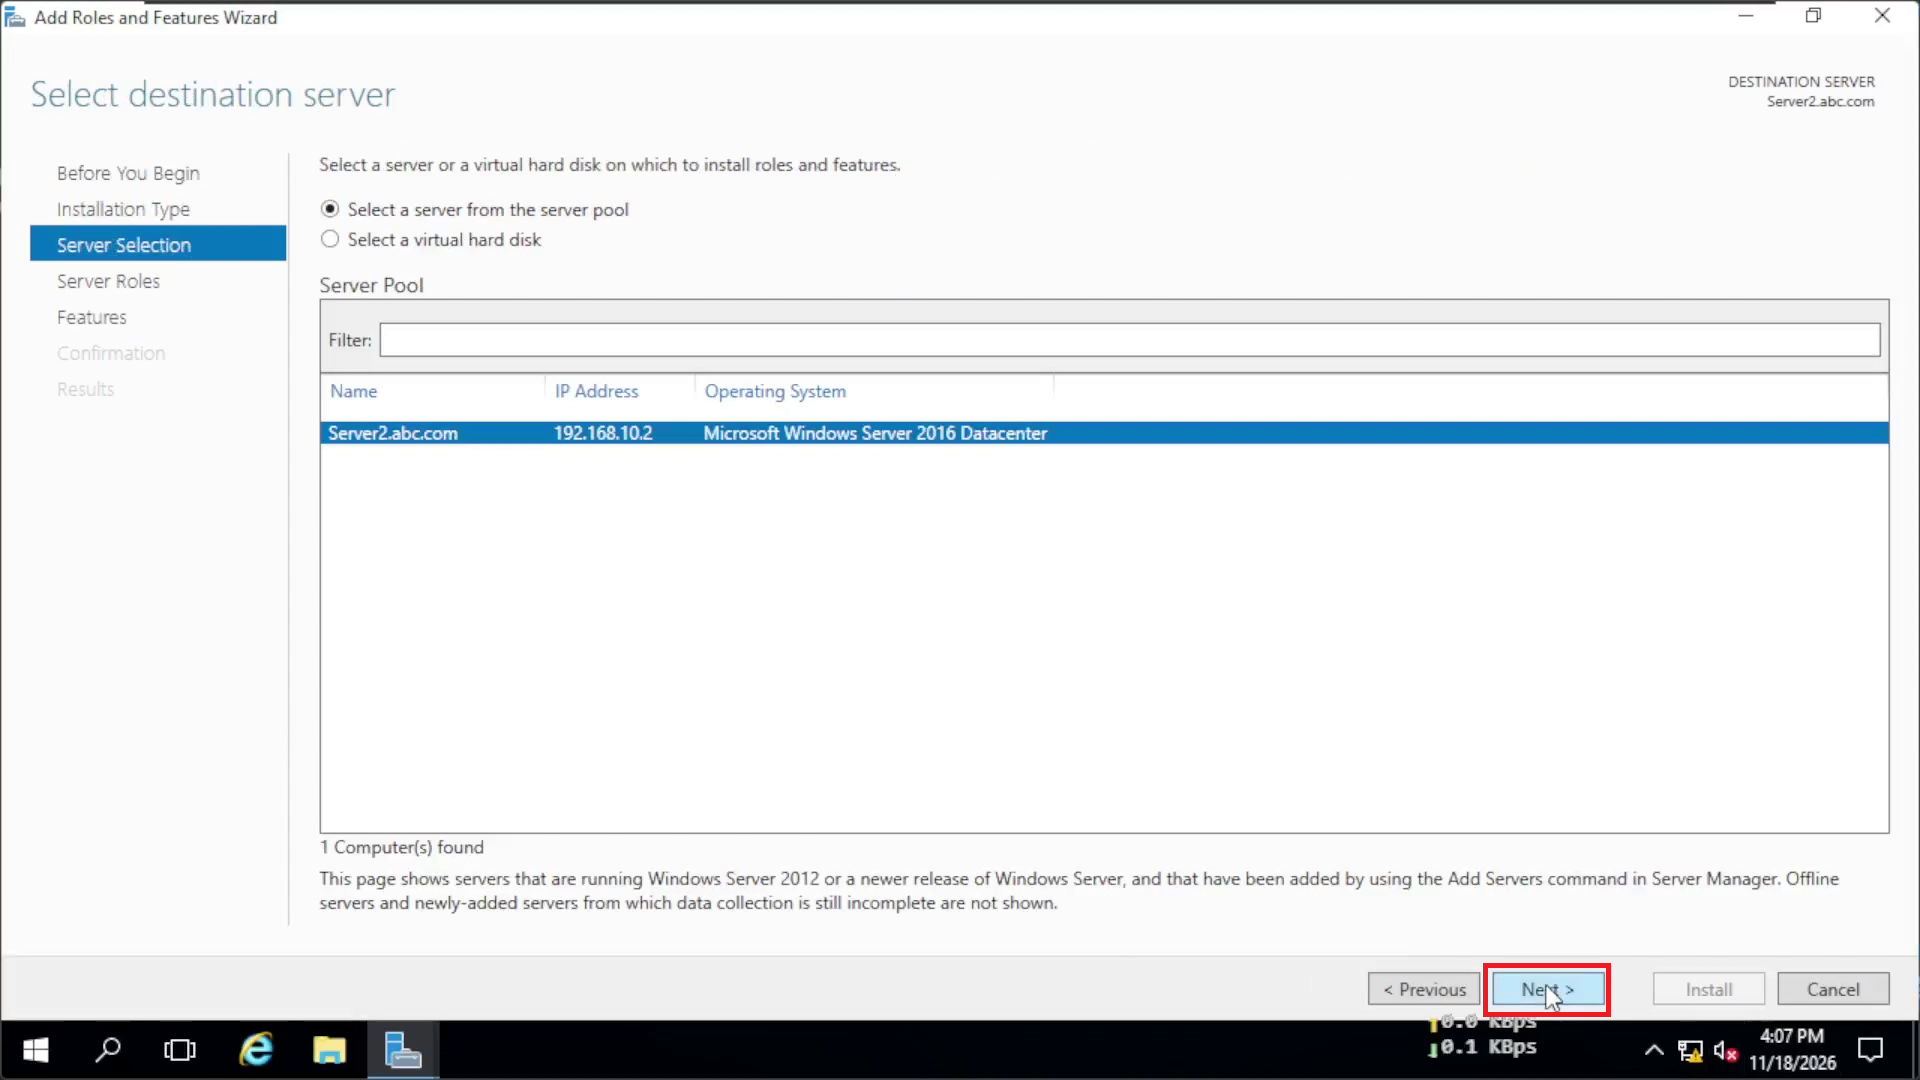 Add Roles and Features Wizard
Select destination server
DESTINATION SERVER
Server2.abc.com
Before You Begin
Installation Type
Server Selection
Server Roles
Features
Confirmation
Results
Select a server or a virtual hard disk on which to install roles and features.
Select a server from the server pool
Select a virtual hard disk
Server Pool
Filter:
Name IP Address Operating System
Server2.abc.com 192.168.10.2 Microsoft Windows Server 2016 Datacenter
1 Computer(s) found
This page shows servers that are running Windows Server 2012 or a newer release of Windows Server, and that have been added by using the Add Servers command in Server Manager. Offline
servers and newly-added servers from which data collection is still incomplete are not shown.
< Previous Next > Install Cancel
0.0 KBps
0.1 KBps
4:07 PM
11/18/2026